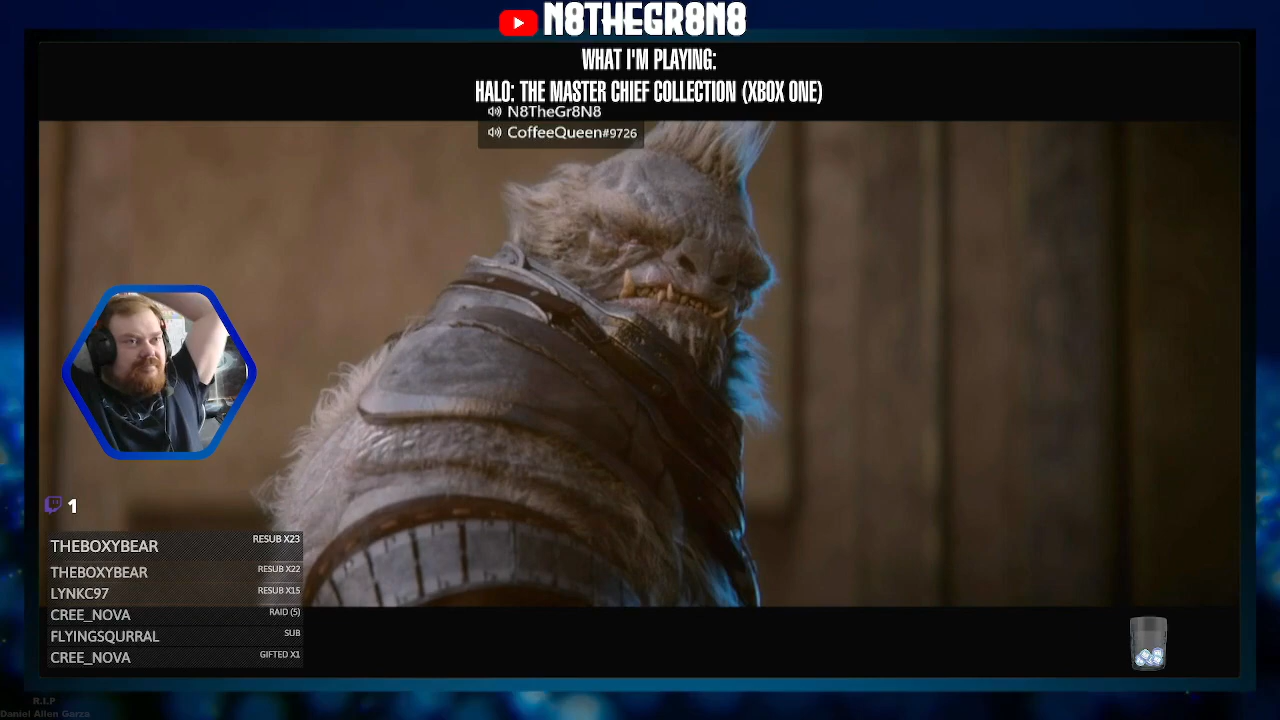 N8THEGR8N8
WHAT I'M PLAYING:
HALO: THE MASTER CHIEF COLLECTION (XBOX ONE)
N8TheGr8N8
CoffeeQueen#9726
1
THEBOXYBEAR RESUB X23
THEBOXYBEAR RESUB X22
LYNKC97 RESUB X15
CREE_NOVA RAID (5)
FLYINGSQURRAL SUB
CREE_NOVA GIFTED X1
R.I.P
Daniel Allen Garza